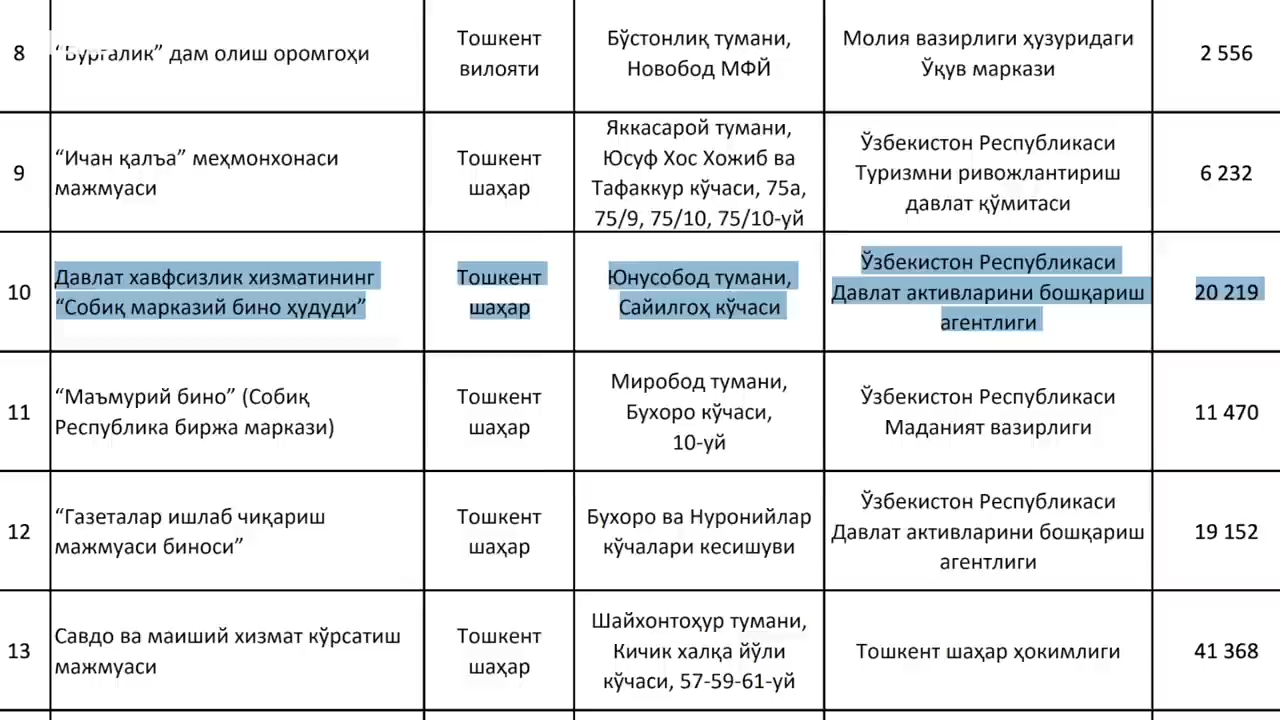 8
“Бургалик” дам олиш оромгоҳи
Тошкент
вилояти
Бўстонлиқ тумани,
Новобод МФЙ
Молия вазирлиги ҳузуридаги
Ўқув маркази
2 556
9
“Ичан қалъа” меҳмонхонаси
мажмуаси
Тошкент
шаҳар
Яккасарой тумани,
Юсуф Хос Хожиб ва
Тафаккур кўчаси, 75а,
75/9, 75/10, 75/10-уй
Ўзбекистон Республикаси
Туризмни ривожлантириш
давлат қўмитаси
6 232
10
Давлат хавфсизлик хизматининг
“Собиқ марказий бино ҳудуди”
Тошкент
шаҳар
Юнусобод тумани,
Сайилгоҳ кўчаси
Ўзбекистон Республикаси
Давлат активларини бошқариш
агентлиги
20 219
11
“Маъмурий бино” (Собиқ
Республика биржа маркази)
Тошкент
шаҳар
Миробод тумани,
Бухоро кўчаси,
10-уй
Ўзбекистон Республикаси
Маданият вазирлиги
11 470
12
“Газеталар ишлаб чиқариш
мажмуаси биноси”
Тошкент
шаҳар
Бухоро ва Нуронийлар
кўчалари кесишуви
Ўзбекистон Республикаси
Давлат активларини бошқариш
агентлиги
19 152
13
Савдо ва маиший хизмат кўрсатиш
мажмуаси
Тошкент
шаҳар
Шайхонтоҳур тумани,
Кичик халқа йўли
кўчаси, 57-59-61-уй
Тошкент шаҳар ҳокимлиги
41 368